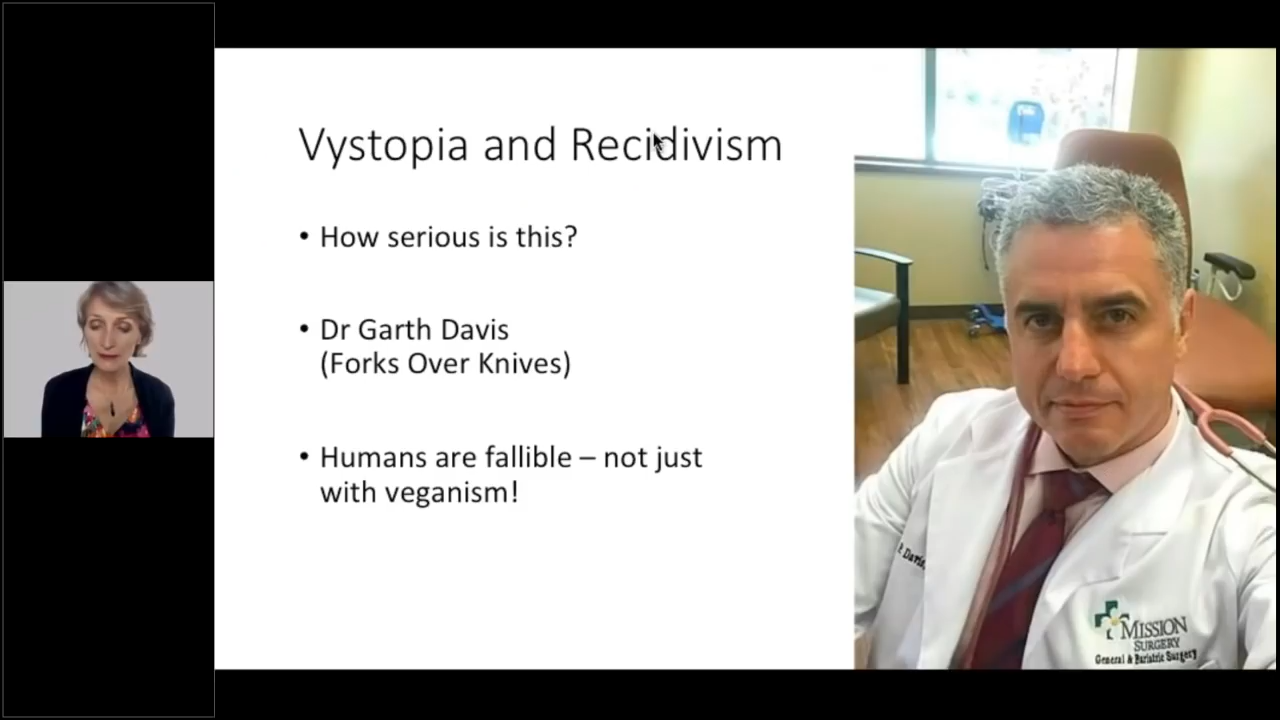 Vystopia and Recidivism
• How serious is this?
• Dr Garth Davis
(Forks Over Knives)
• Humans are fallible – not just
with veganism!
MISSION
SURGERY
General & Bariatric Surgery